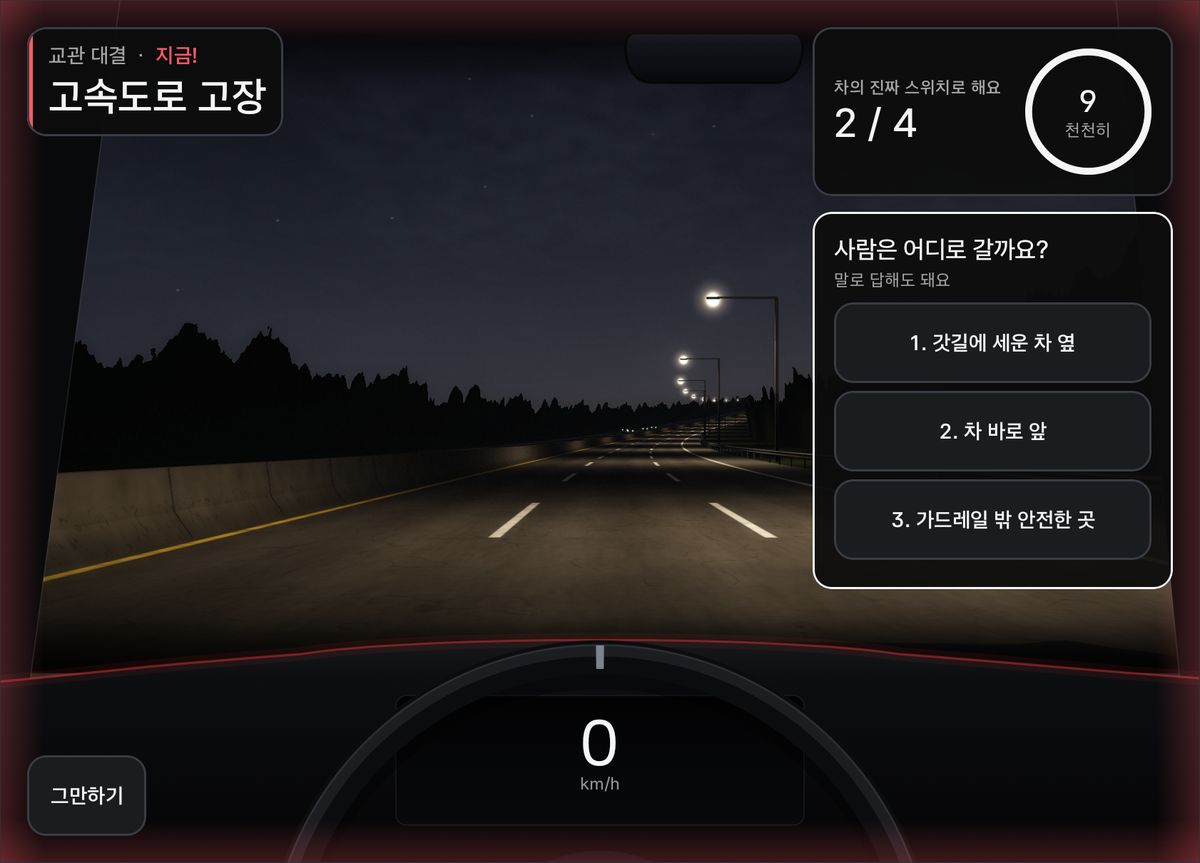 교관 대결 · 지금!
고속도로 고장
차의 진짜 스위치로 해요
2 / 4
9
천천히
사람은 어디로 갈까요?
말로 답해도 돼요
1. 갓길에 세운 차 옆
2. 차 바로 앞
3. 가드레일 밖 안전한 곳
0
km/h
그만하기